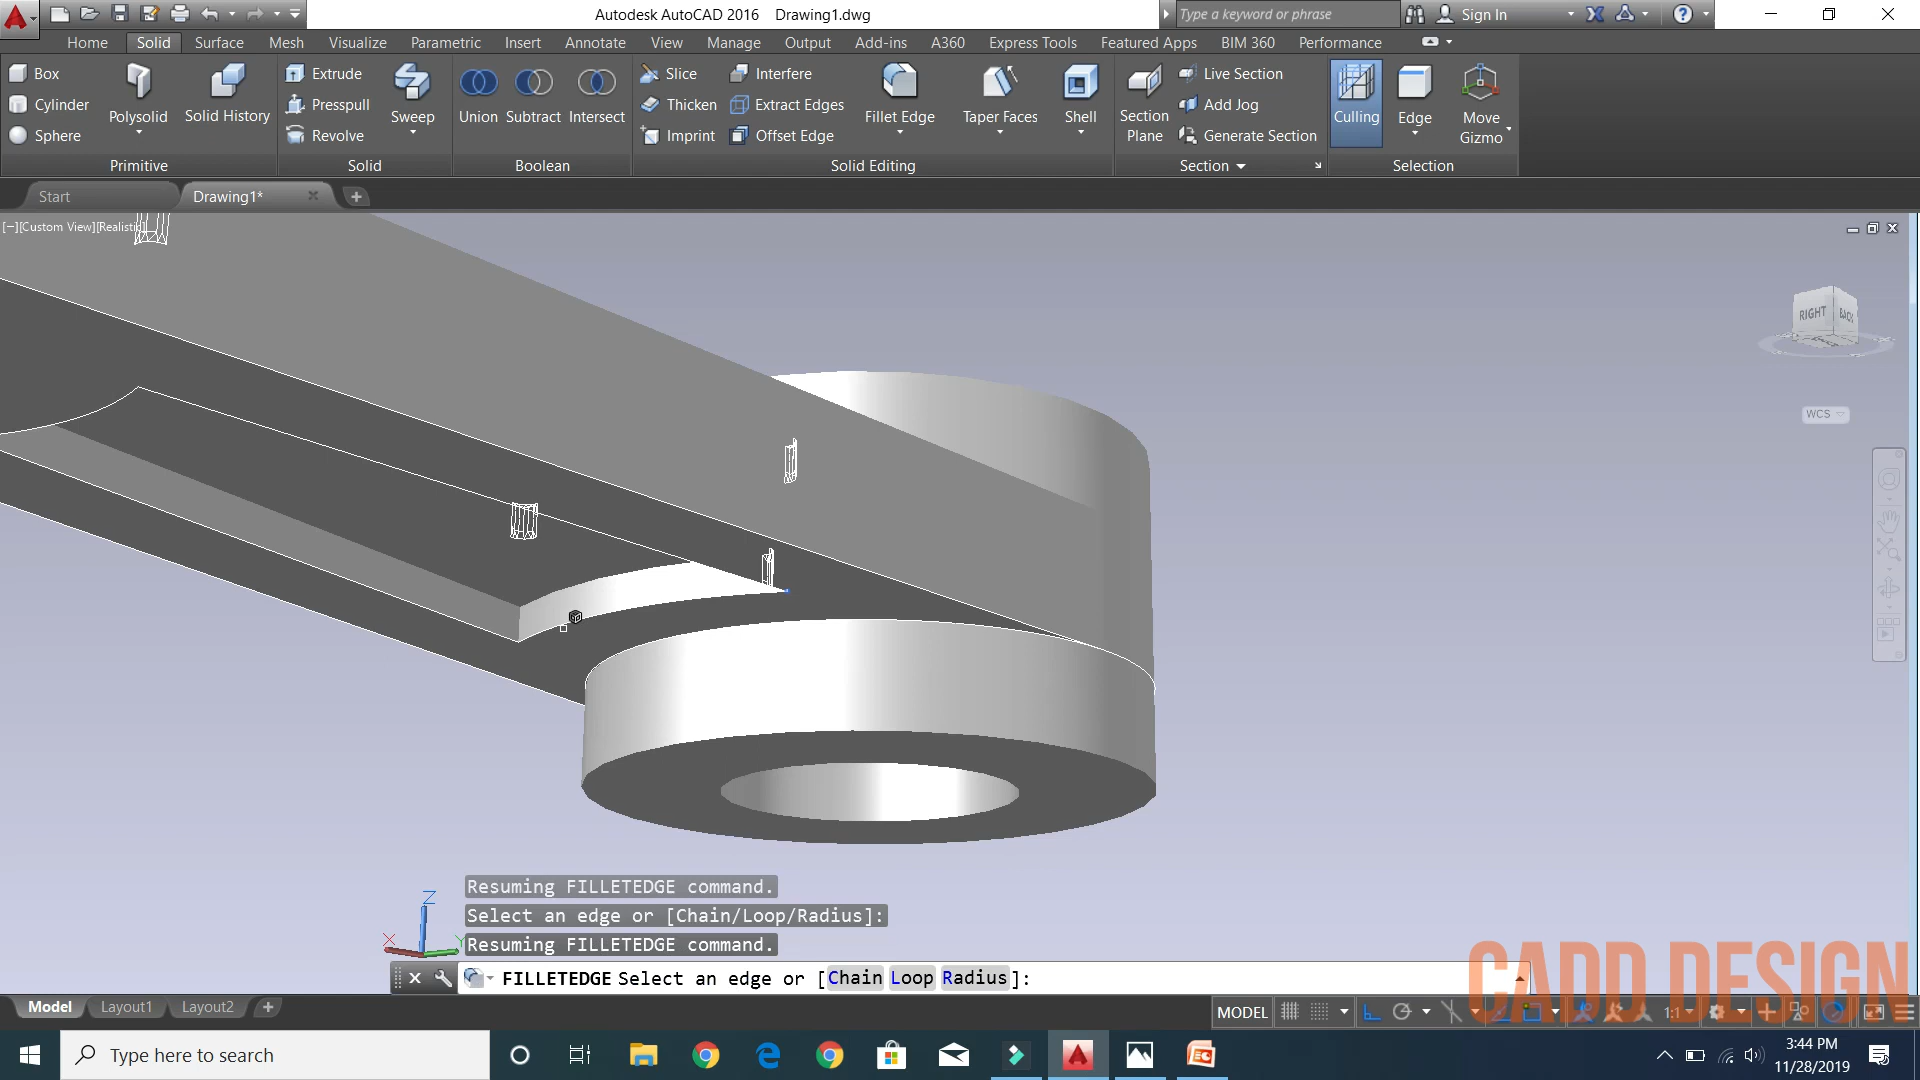 Autodesk AutoCAD 2016 Drawing1.dwg
Type a keyword or phrase
Sign In
Home Solid Surface Mesh Visualize Parametric Insert Annotate View Manage Output Add-ins A360 Express Tools Featured Apps BIM 360 Performance
Box
Cylinder
Sphere
Polysolid
Solid History
Primitive
Extrude
Presspull
Revolve
Sweep
Solid
Union Subtract Intersect
Boolean
Slice
Thicken
Imprint
Interfere
Extract Edges
Offset Edge
Fillet Edge
Taper Faces
Shell
Solid Editing
Section
Plane
Live Section
Add Jog
Generate Section
Section
Culling
Edge
Move
Gizmo
Selection
Start
Drawing1*
[−][Custom View][Realistic]
RIGHT
BACK
WCS
Z
X
Y
Resuming FILLETEDGE command.
Select an edge or [Chain/Loop/Radius]:
Resuming FILLETEDGE command.
FILLETEDGE Select an edge or [Chain Loop Radius]:
CADD DESIGN
Model Layout1 Layout2
MODEL
1:1
Type here to search
3:44 PM
11/28/2019